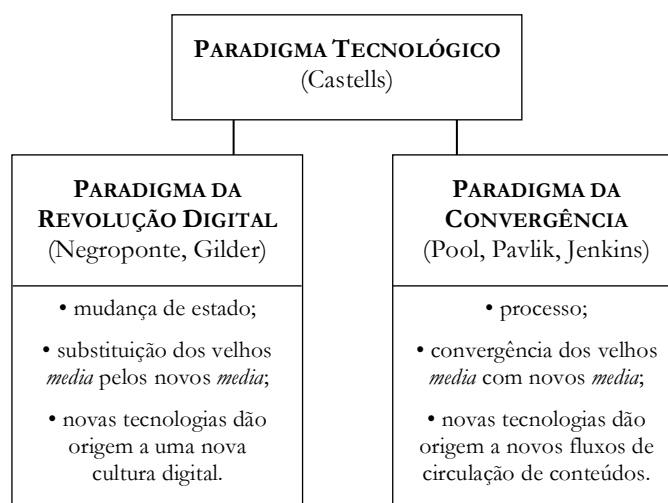 PARADIGMA TECNOLÓGICO
(Castells)
PARADIGMA DA
REVOLUÇÃO DIGITAL
(Negroponte, Gilder)
• mudança de estado;
• substituição dos velhos
media pelos novos media;
• novas tecnologias dão
origem a uma nova
cultura digital.
PARADIGMA DA
CONVERGÊNCIA
(Pool, Pavlik, Jenkins)
• processo;
• convergência dos velhos
media com novos media;
• novas tecnologias dão
origem a novos fluxos de
circulação de conteúdos.